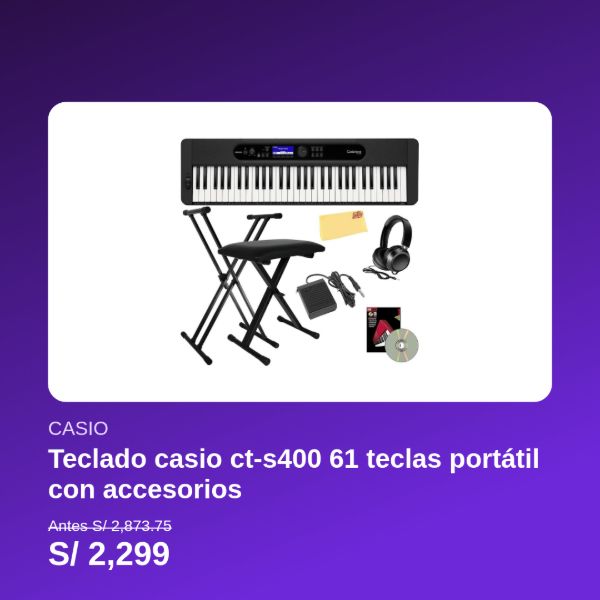 CASIO
Teclado casio ct-s400 61 teclas portátil
con accesorios
Antes S/ 2,873.75
S/ 2,299